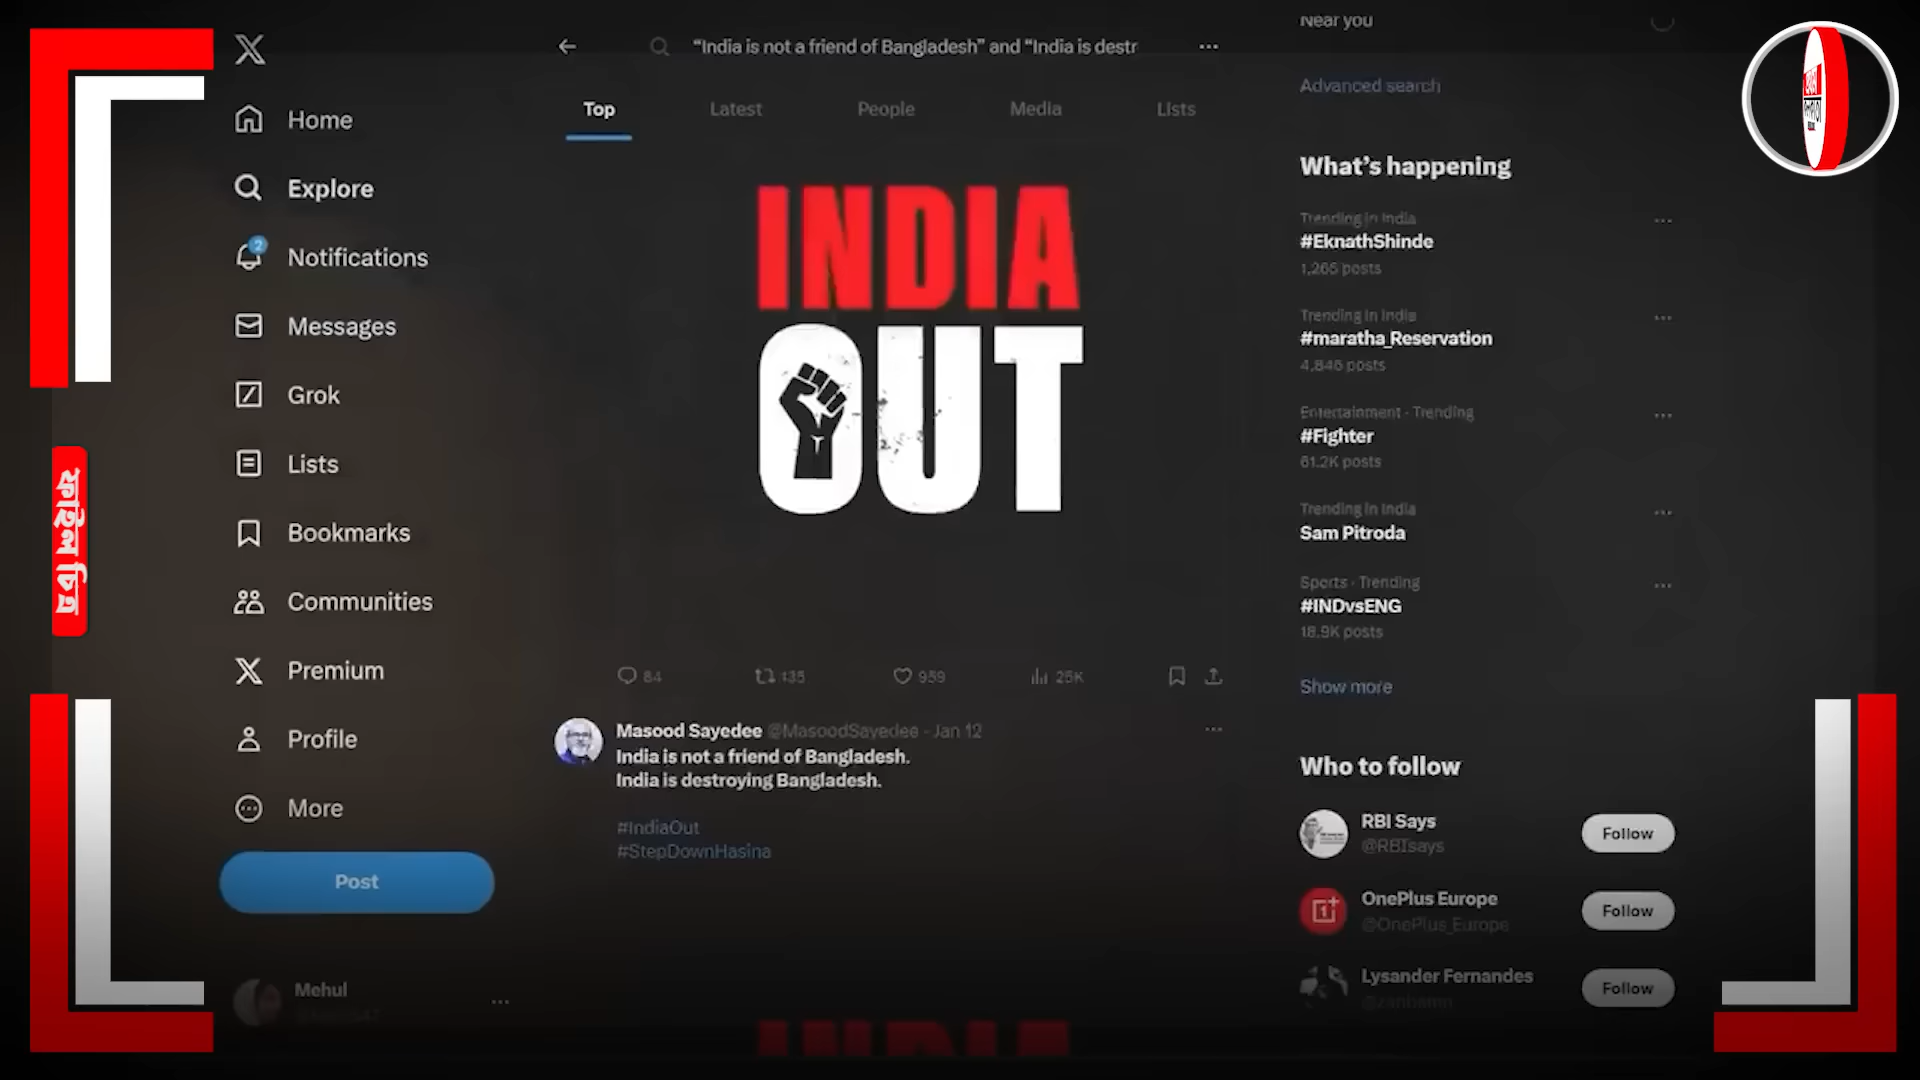 Home
Explore
2
Notifications
Messages
Grok
Lists
Bookmarks
Communities
Premium
Profile
More
Post
Mehul
তথ্য সহায়ক
"India is not a friend of Bangladesh" and "India is destr
Top
Latest
People
Media
Lists
INDIA
OUT
84
135
959
25K
Masood Sayedee @MasoodSayedee · Jan 12
India is not a friend of Bangladesh.
India is destroying Bangladesh.
#IndiaOut
#StepDownHasina
Near you
Advanced search
What's happening
Trending in India
#EknathShinde
1,265 posts
Trending in India
#maratha_Reservation
4,846 posts
Entertainment · Trending
#Fighter
61.2K posts
Trending in India
Sam Pitroda
Sports · Trending
#INDvsENG
18.9K posts
Show more
Who to follow
RBI Says
@RBIsays
Follow
OnePlus Europe
@OnePlus_Europe
Follow
Lysander Fernandes
Follow